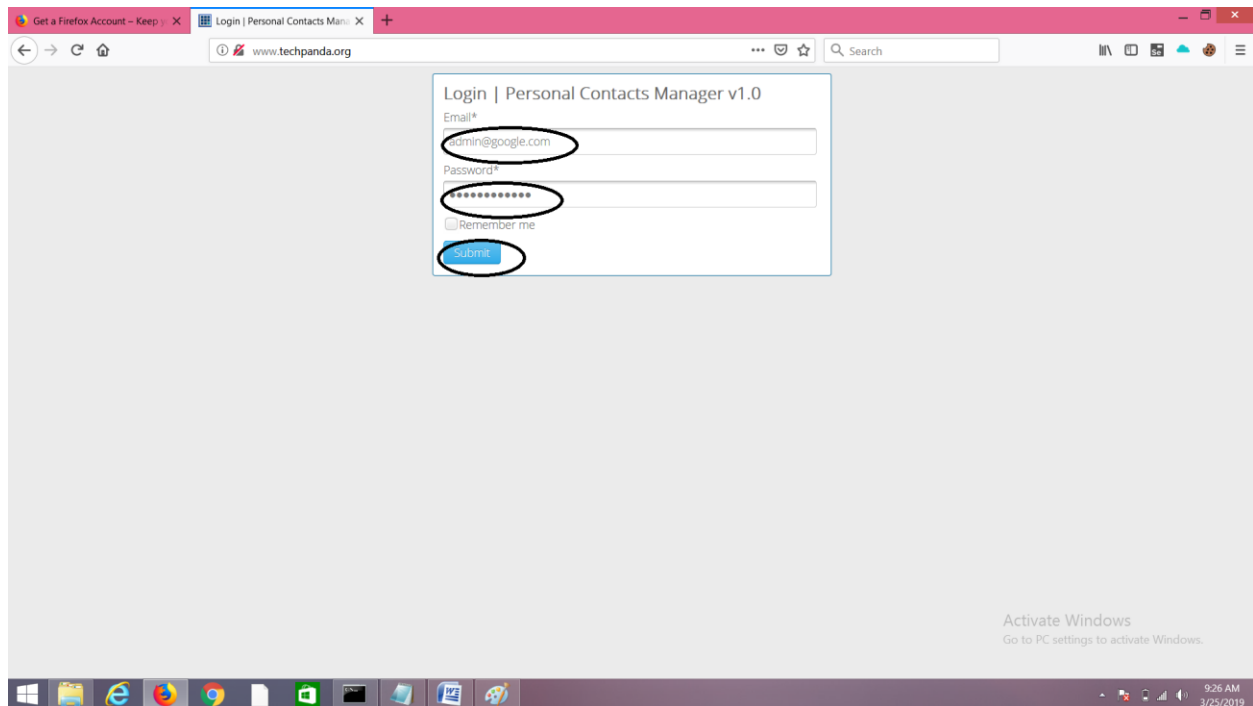 Get a Firefox Account – Keep y
Login | Personal Contacts Mana
www.techpanda.org
Search
Login | Personal Contacts Manager v1.0
Email*
admin@google.com
Password*
Remember me
Submit
Activate Windows
Go to PC settings to activate Windows.
9:26 AM
3/25/2019